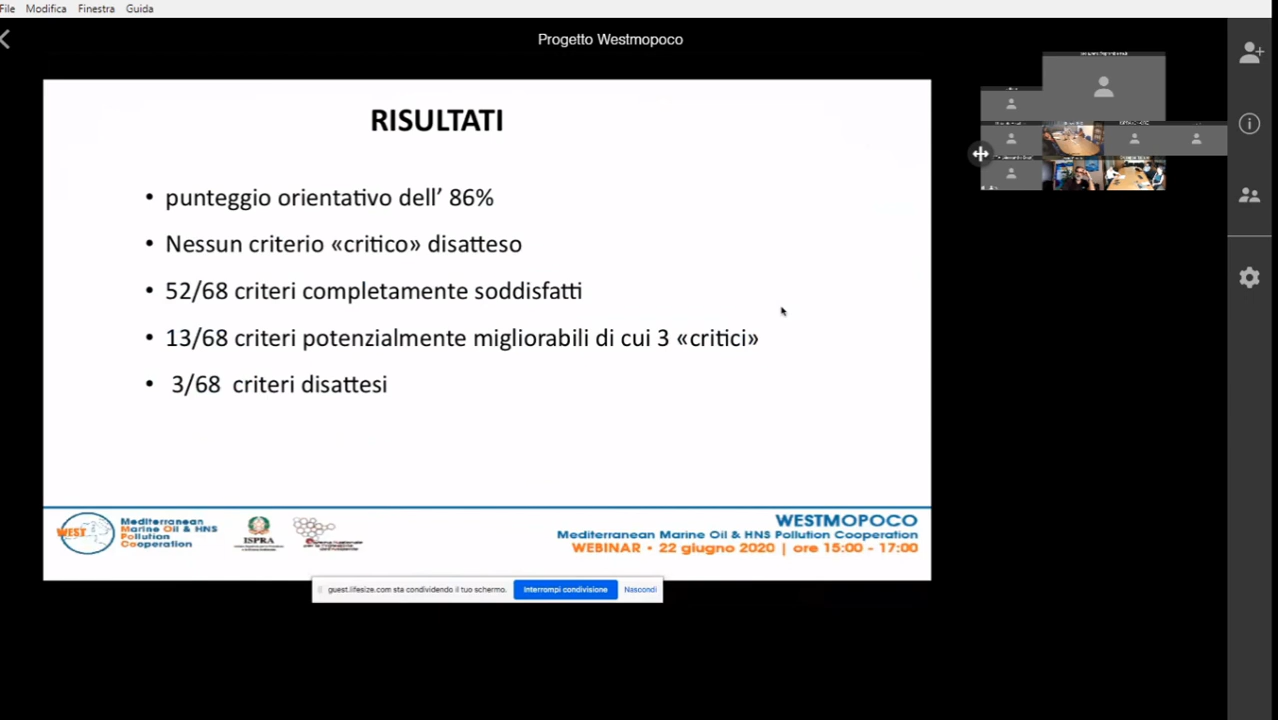 File Modifica Finestra Guida
Progetto Westmopoco
RISULTATI
• punteggio orientativo dell' 86%
• Nessun criterio «critico» disatteso
• 52/68 criteri completamente soddisfatti
• 13/68 criteri potenzialmente migliorabili di cui 3 «critici»
• 3/68 criteri disattesi
WEST
Mediterranean
Marine Oil & HNS
Pollution
Cooperation
ISPRA
WESTMOPOCO
Mediterranean Marine Oil & HNS Pollution Cooperation
WEBINAR • 22 giugno 2020 | ore 15:00 - 17:00
guest.lifesize.com sta condividendo il tuo schermo.
Interrompi condivisione
Nascondi